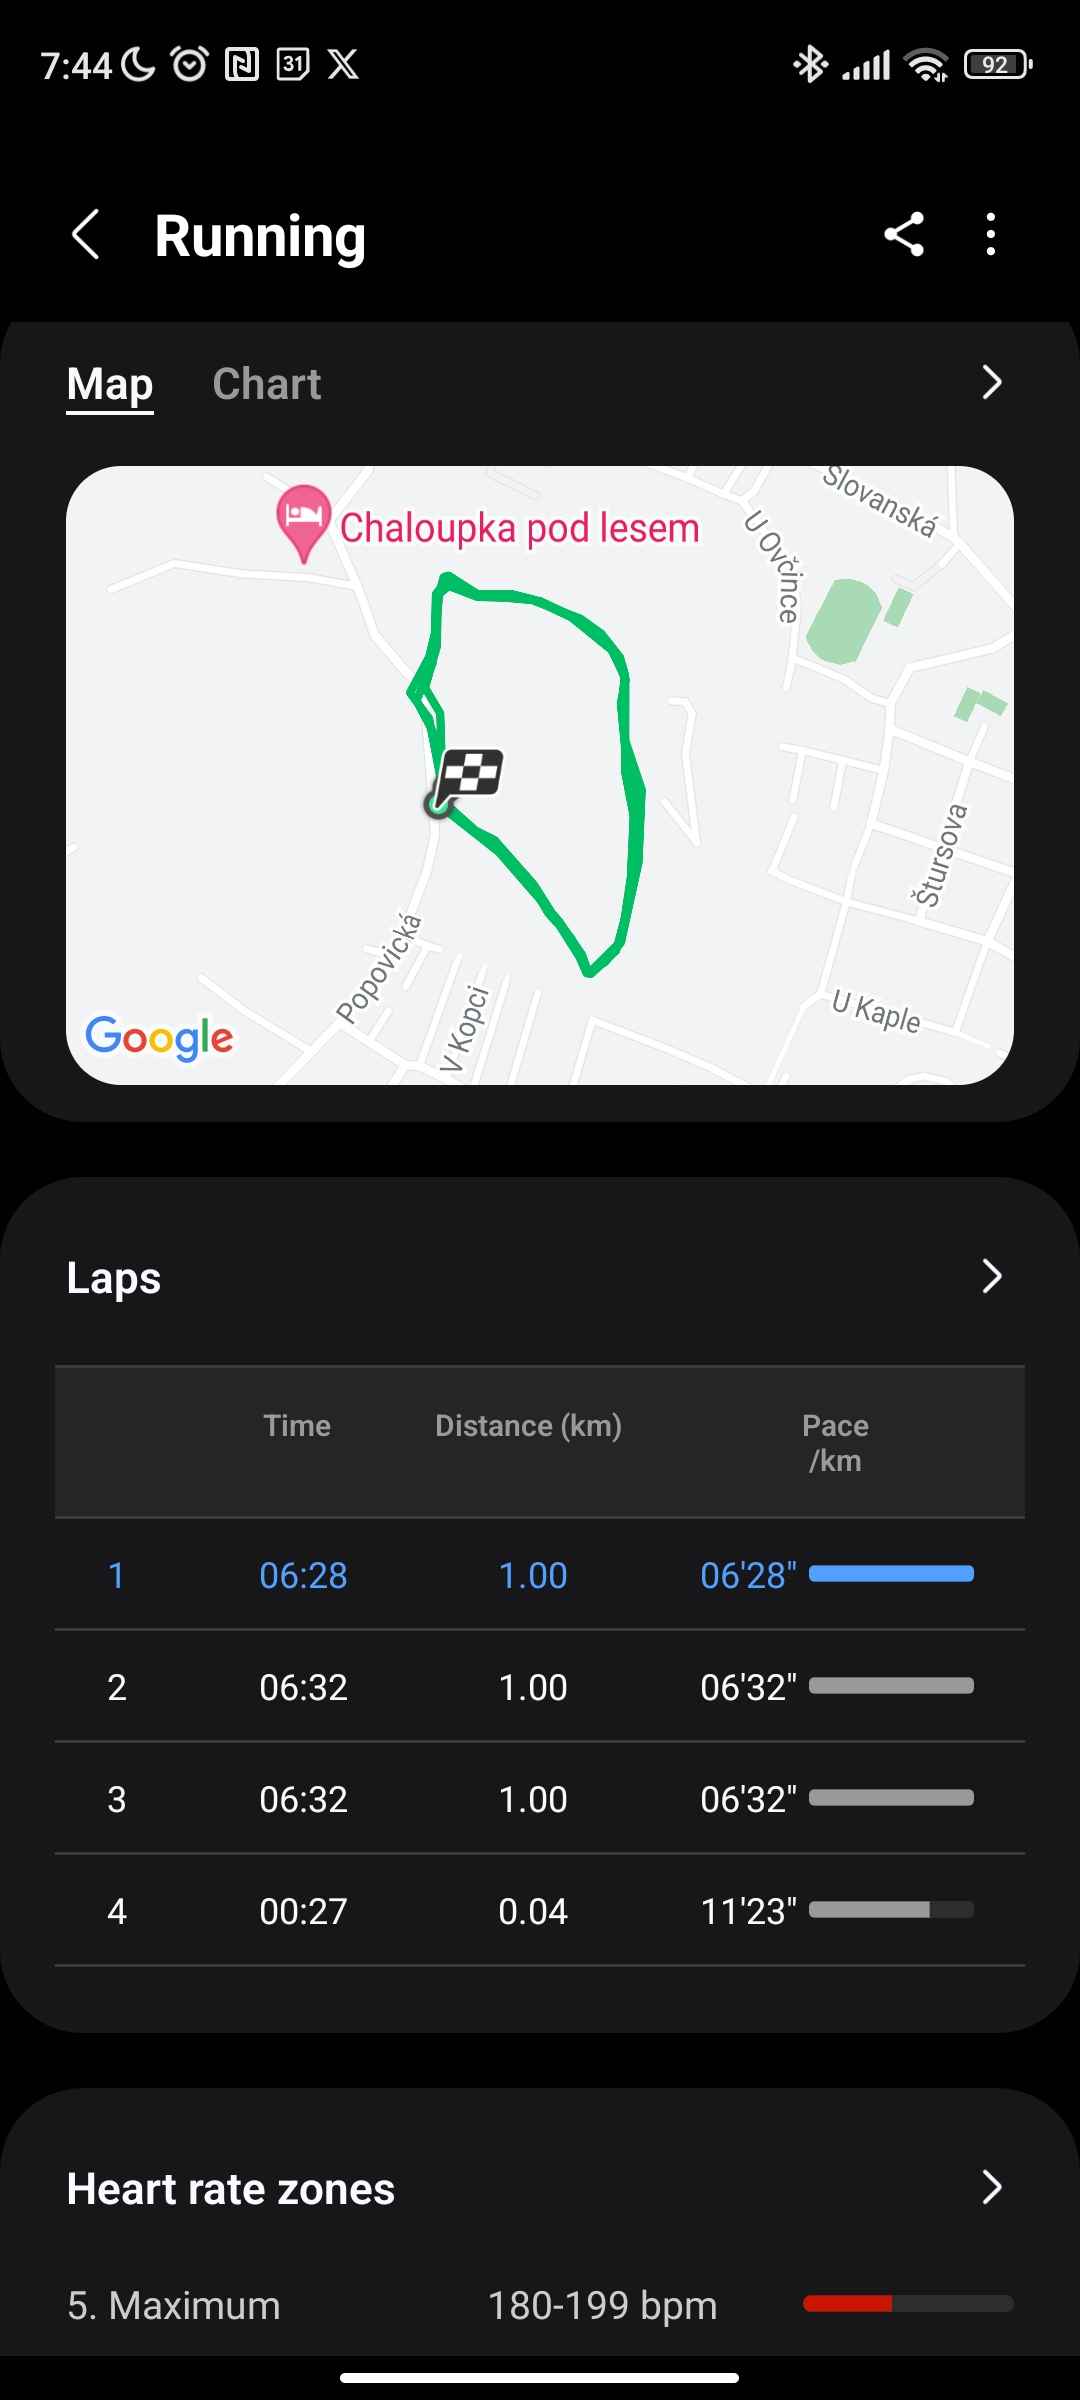 7:44 31 92
Running
Map Chart
Chaloupka pod lesem
Slovanská
U Ovčince
Štursova
Popovická
V Kopci
U Kaple
Google
Laps
Time Distance (km) Pace
/km
1 06:28 1.00 06'28"
2 06:32 1.00 06'32"
3 06:32 1.00 06'32"
4 00:27 0.04 11'23"
Heart rate zones
5. Maximum 180-199 bpm